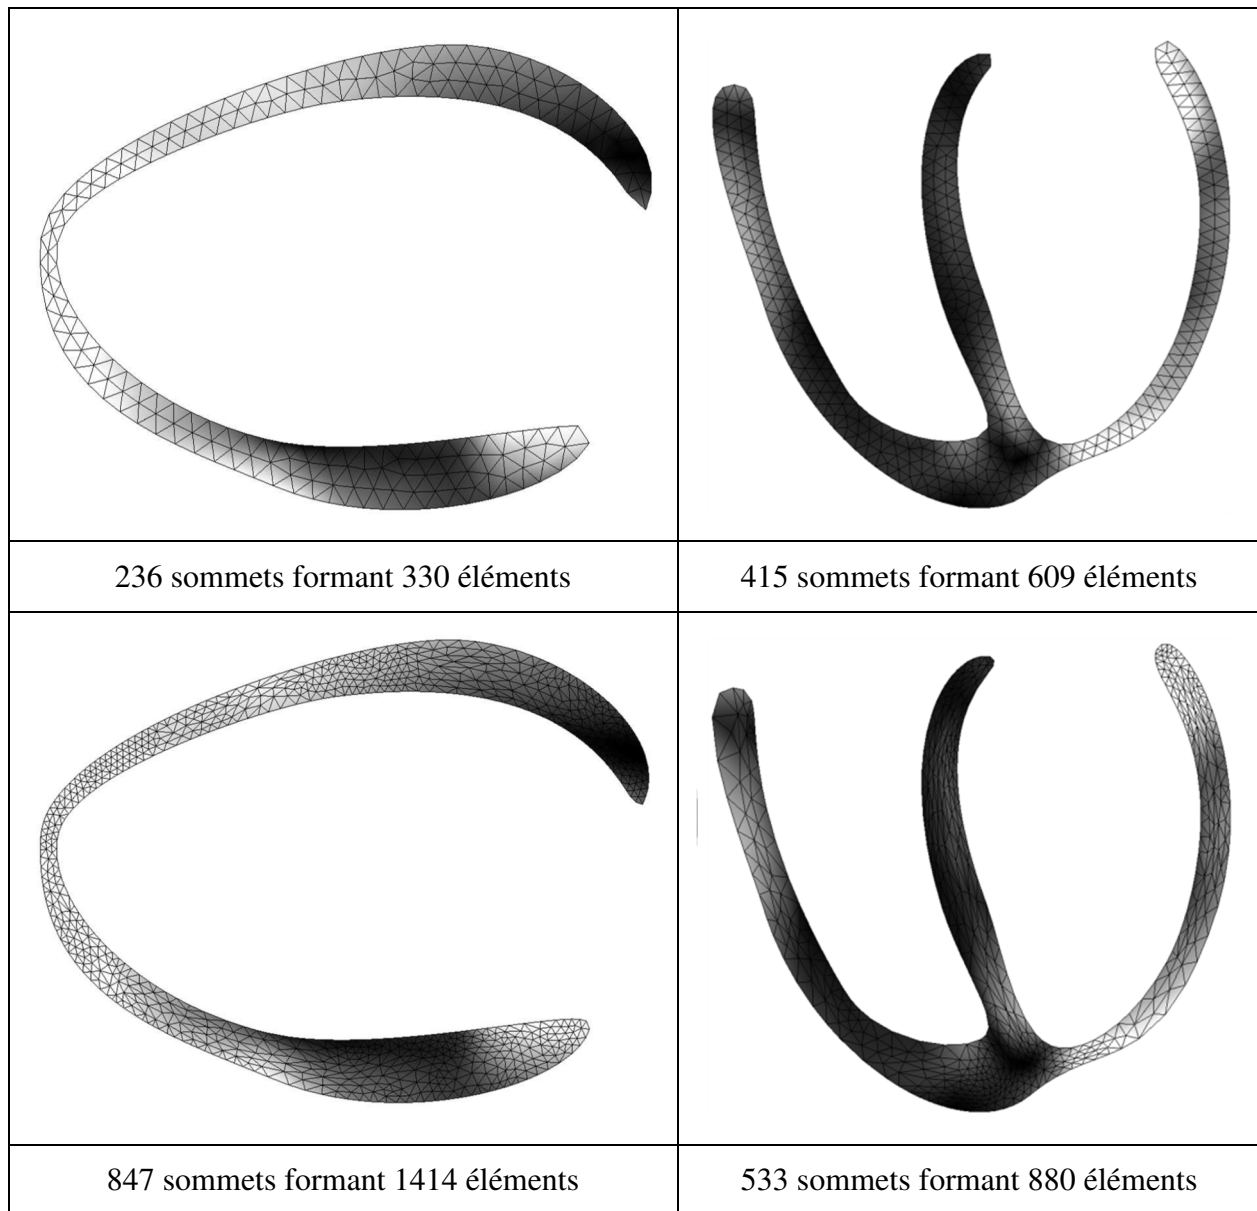 236 sommets formant 330 éléments
415 sommets formant 609 éléments
847 sommets formant 1414 éléments
533 sommets formant 880 éléments